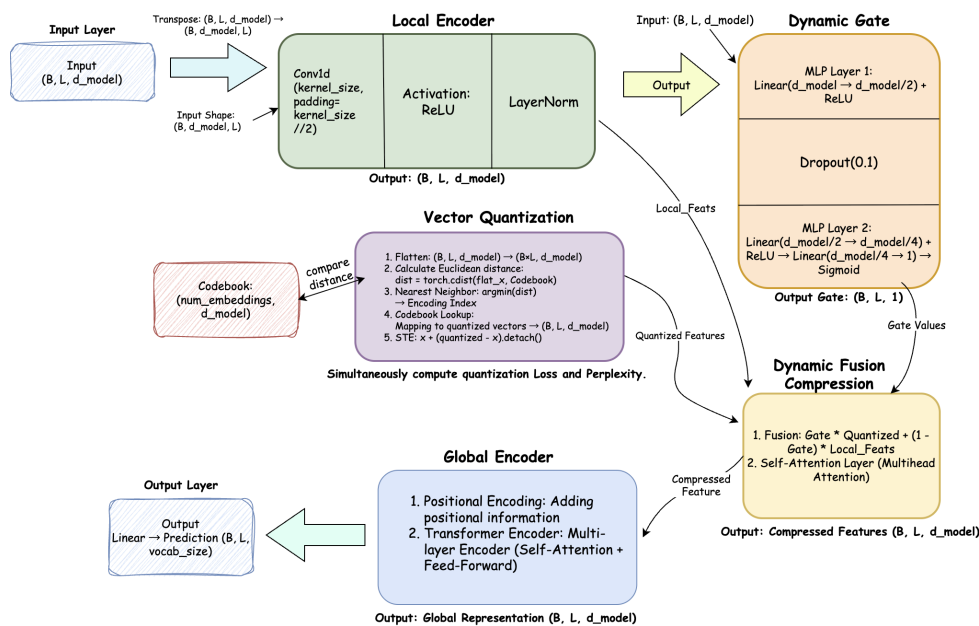 Input Layer
Input
(B, L, d_model)
Transpose: (B, L, d_model) →
(B, d_model, L)
Input Shape:
(B, d_model, L)
Local Encoder
Conv1d
(kernel_size,
padding=
kernel_size
//2)
Activation:
ReLU
LayerNorm
Output: (B, L, d_model)
Output
Input: (B, L, d_model)
Dynamic Gate
MLP Layer 1:
Linear(d_model → d_model/2) +
ReLU
Dropout(0.1)
MLP Layer 2:
Linear(d_model/2 → d_model/4) +
ReLU → Linear(d_model/4 → 1) →
Sigmoid
Output Gate: (B, L, 1)
Gate Values
Local_Feats
Vector Quantization
Codebook:
(num_embeddings,
d_model)
compare
distance
1. Flatten: (B, L, d_model) → (B×L, d_model)
2. Calculate Euclidean distance:
dist = torch.cdist(flat_x, Codebook)
3. Nearest Neighbor: argmin(dist)
→ Encoding Index
4. Codebook Lookup:
Mapping to quantized vectors → (B, L, d_model)
5. STE: x + (quantized - x).detach()
Simultaneously compute quantization Loss and Perplexity.
Quantized Features
Dynamic Fusion
Compression
1. Fusion: Gate * Quantized + (1 -
Gate) * Local_Feats
2. Self-Attention Layer (Multihead
Attention)
Output: Compressed Features (B, L, d_model)
Compressed
Feature
Global Encoder
1. Positional Encoding: Adding
positional information
2. Transformer Encoder: Multi-
layer Encoder (Self-Attention +
Feed-Forward)
Output: Global Representation (B, L, d_model)
Output Layer
Output
Linear → Prediction (B, L,
vocab_size)